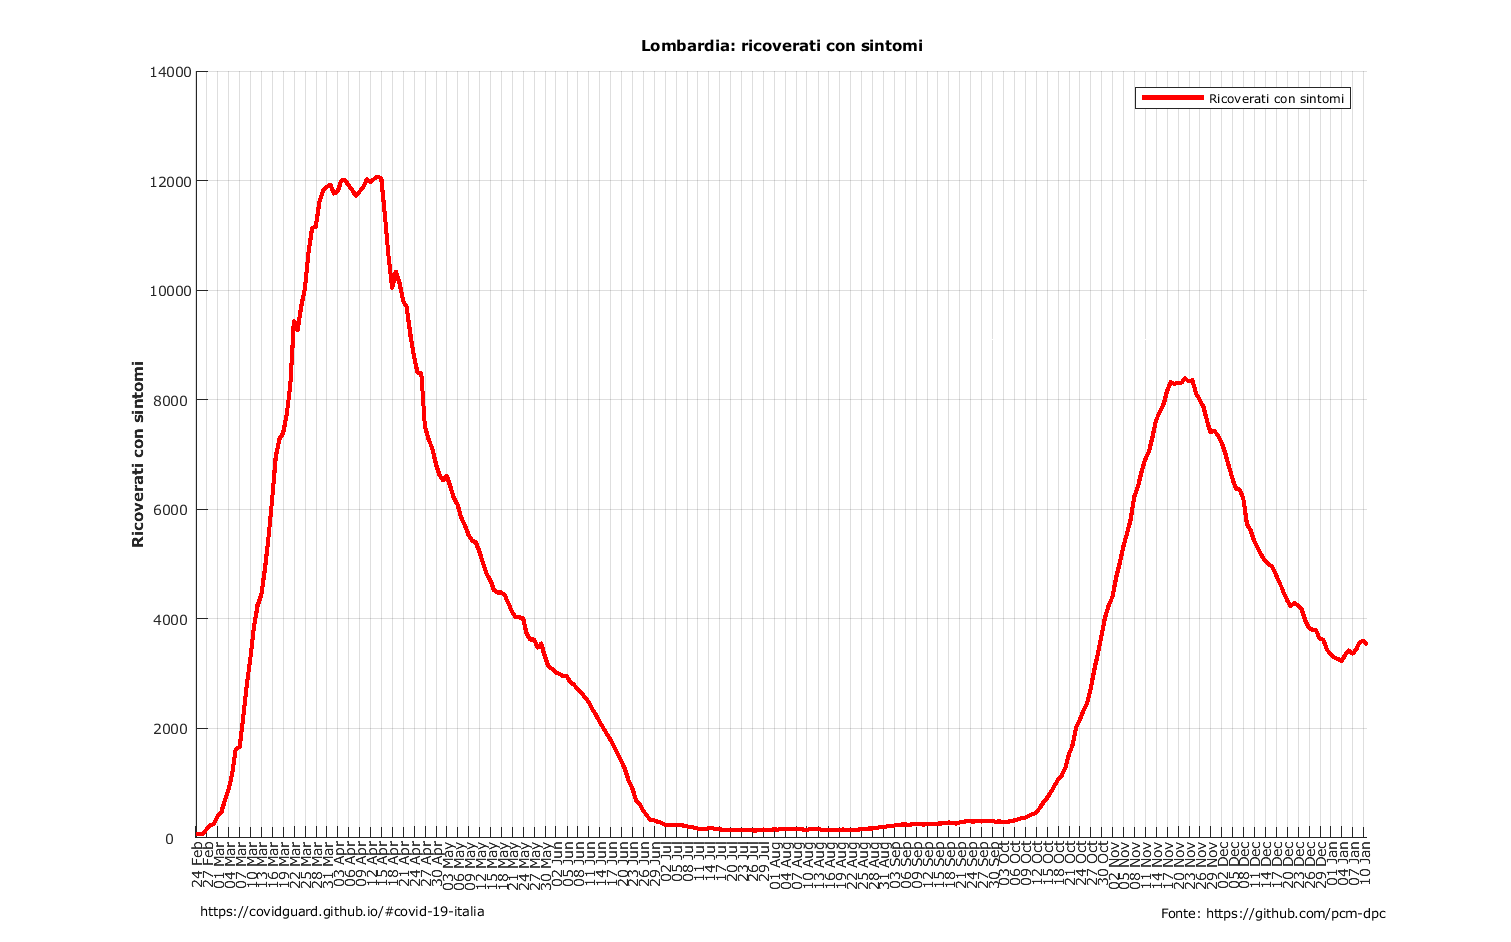 Lombardia: ricoverati con sintomi
14000
12000
10000
8000
6000
4000
2000
0
Ricoverati con sintomi
Ricoverati con sintomi
24 Feb
27 Feb
01 Mar
04 Mar
07 Mar
10 Mar
13 Mar
16 Mar
19 Mar
22 Mar
25 Mar
28 Mar
31 Mar
03 Apr
06 Apr
09 Apr
12 Apr
15 Apr
18 Apr
21 Apr
24 Apr
27 Apr
30 Apr
03 May
06 May
09 May
12 May
15 May
18 May
21 May
24 May
27 May
30 May
02 Jun
05 Jun
08 Jun
11 Jun
14 Jun
17 Jun
20 Jun
23 Jun
26 Jun
29 Jun
02 Jul
05 Jul
08 Jul
11 Jul
14 Jul
17 Jul
20 Jul
23 Jul
26 Jul
29 Jul
01 Aug
04 Aug
07 Aug
10 Aug
13 Aug
16 Aug
19 Aug
22 Aug
25 Aug
28 Aug
31 Aug
03 Sep
06 Sep
09 Sep
12 Sep
15 Sep
18 Sep
21 Sep
24 Sep
27 Sep
30 Sep
03 Oct
06 Oct
09 Oct
12 Oct
15 Oct
18 Oct
21 Oct
24 Oct
27 Oct
30 Oct
02 Nov
05 Nov
08 Nov
11 Nov
14 Nov
17 Nov
20 Nov
23 Nov
26 Nov
29 Nov
02 Dec
05 Dec
08 Dec
11 Dec
14 Dec
17 Dec
20 Dec
23 Dec
26 Dec
29 Dec
01 Jan
04 Jan
07 Jan
10 Jan
https://covidguard.github.io/#covid-19-italia
Fonte: https://github.com/pcm-dpc